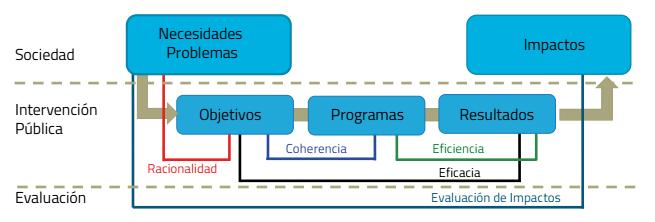 Necesidades
Problemas
Impactos
Sociedad
Intervención
Pública
Objetivos
Programas
Resultados
Coherencia
Eficiencia
Racionalidad
Eficacia
Evaluación
Evaluación de Impactos